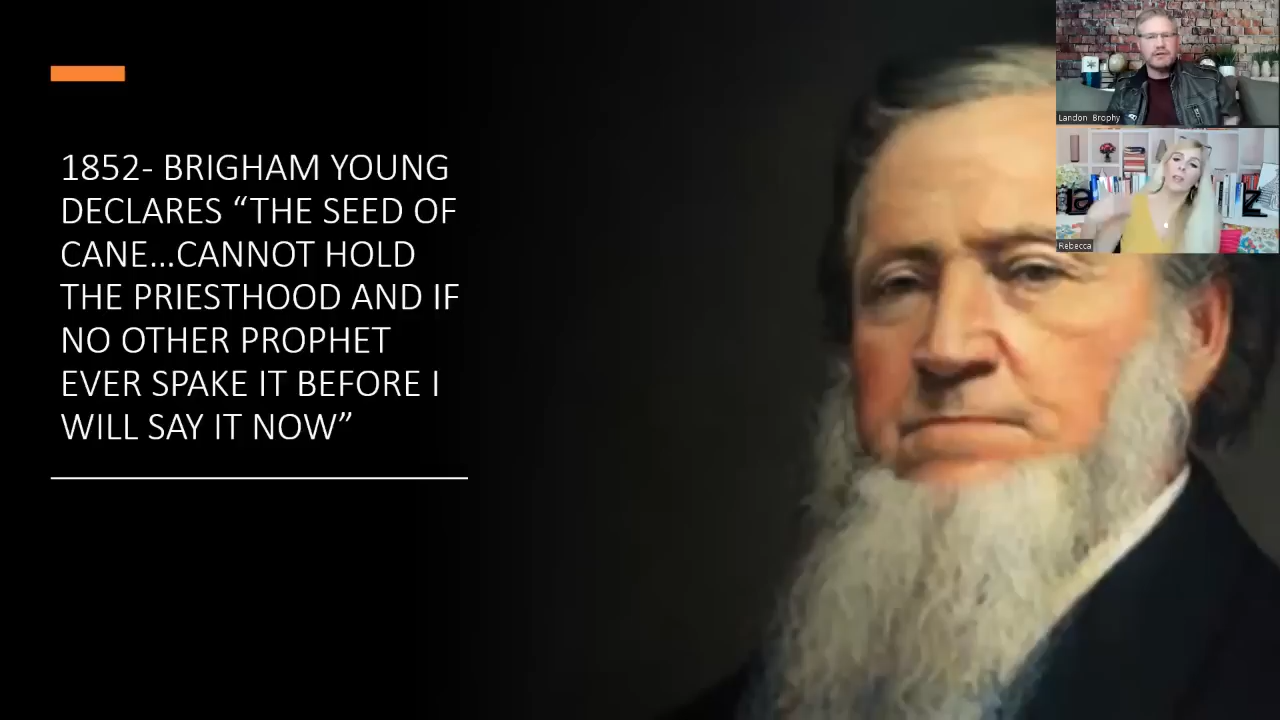 1852- BRIGHAM YOUNG
DECLARES “THE SEED OF
CANE...CANNOT HOLD
THE PRIESTHOOD AND IF
NO OTHER PROPHET
EVER SPAKE IT BEFORE I
WILL SAY IT NOW”
Landon Brophy
Rebecca